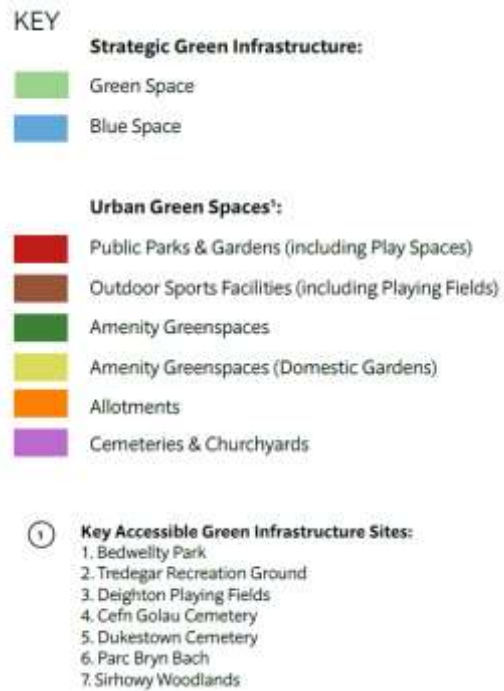 KEY
Strategic Green Infrastructure:
Green Space
Blue Space
Urban Green Spaces¹:
Public Parks & Gardens (including Play Spaces)
Outdoor Sports Facilities (including Playing Fields)
Amenity Greenspaces
Amenity Greenspaces (Domestic Gardens)
Allotments
Cemeteries & Churchyards
1 Key Accessible Green Infrastructure Sites:
1. Bedwellty Park
2. Tredegar Recreation Ground
3. Deighton Playing Fields
4. Cefn Golau Cemetery
5. Dukestown Cemetery
6. Parc Bryn Bach
7. Sirhowy Woodlands